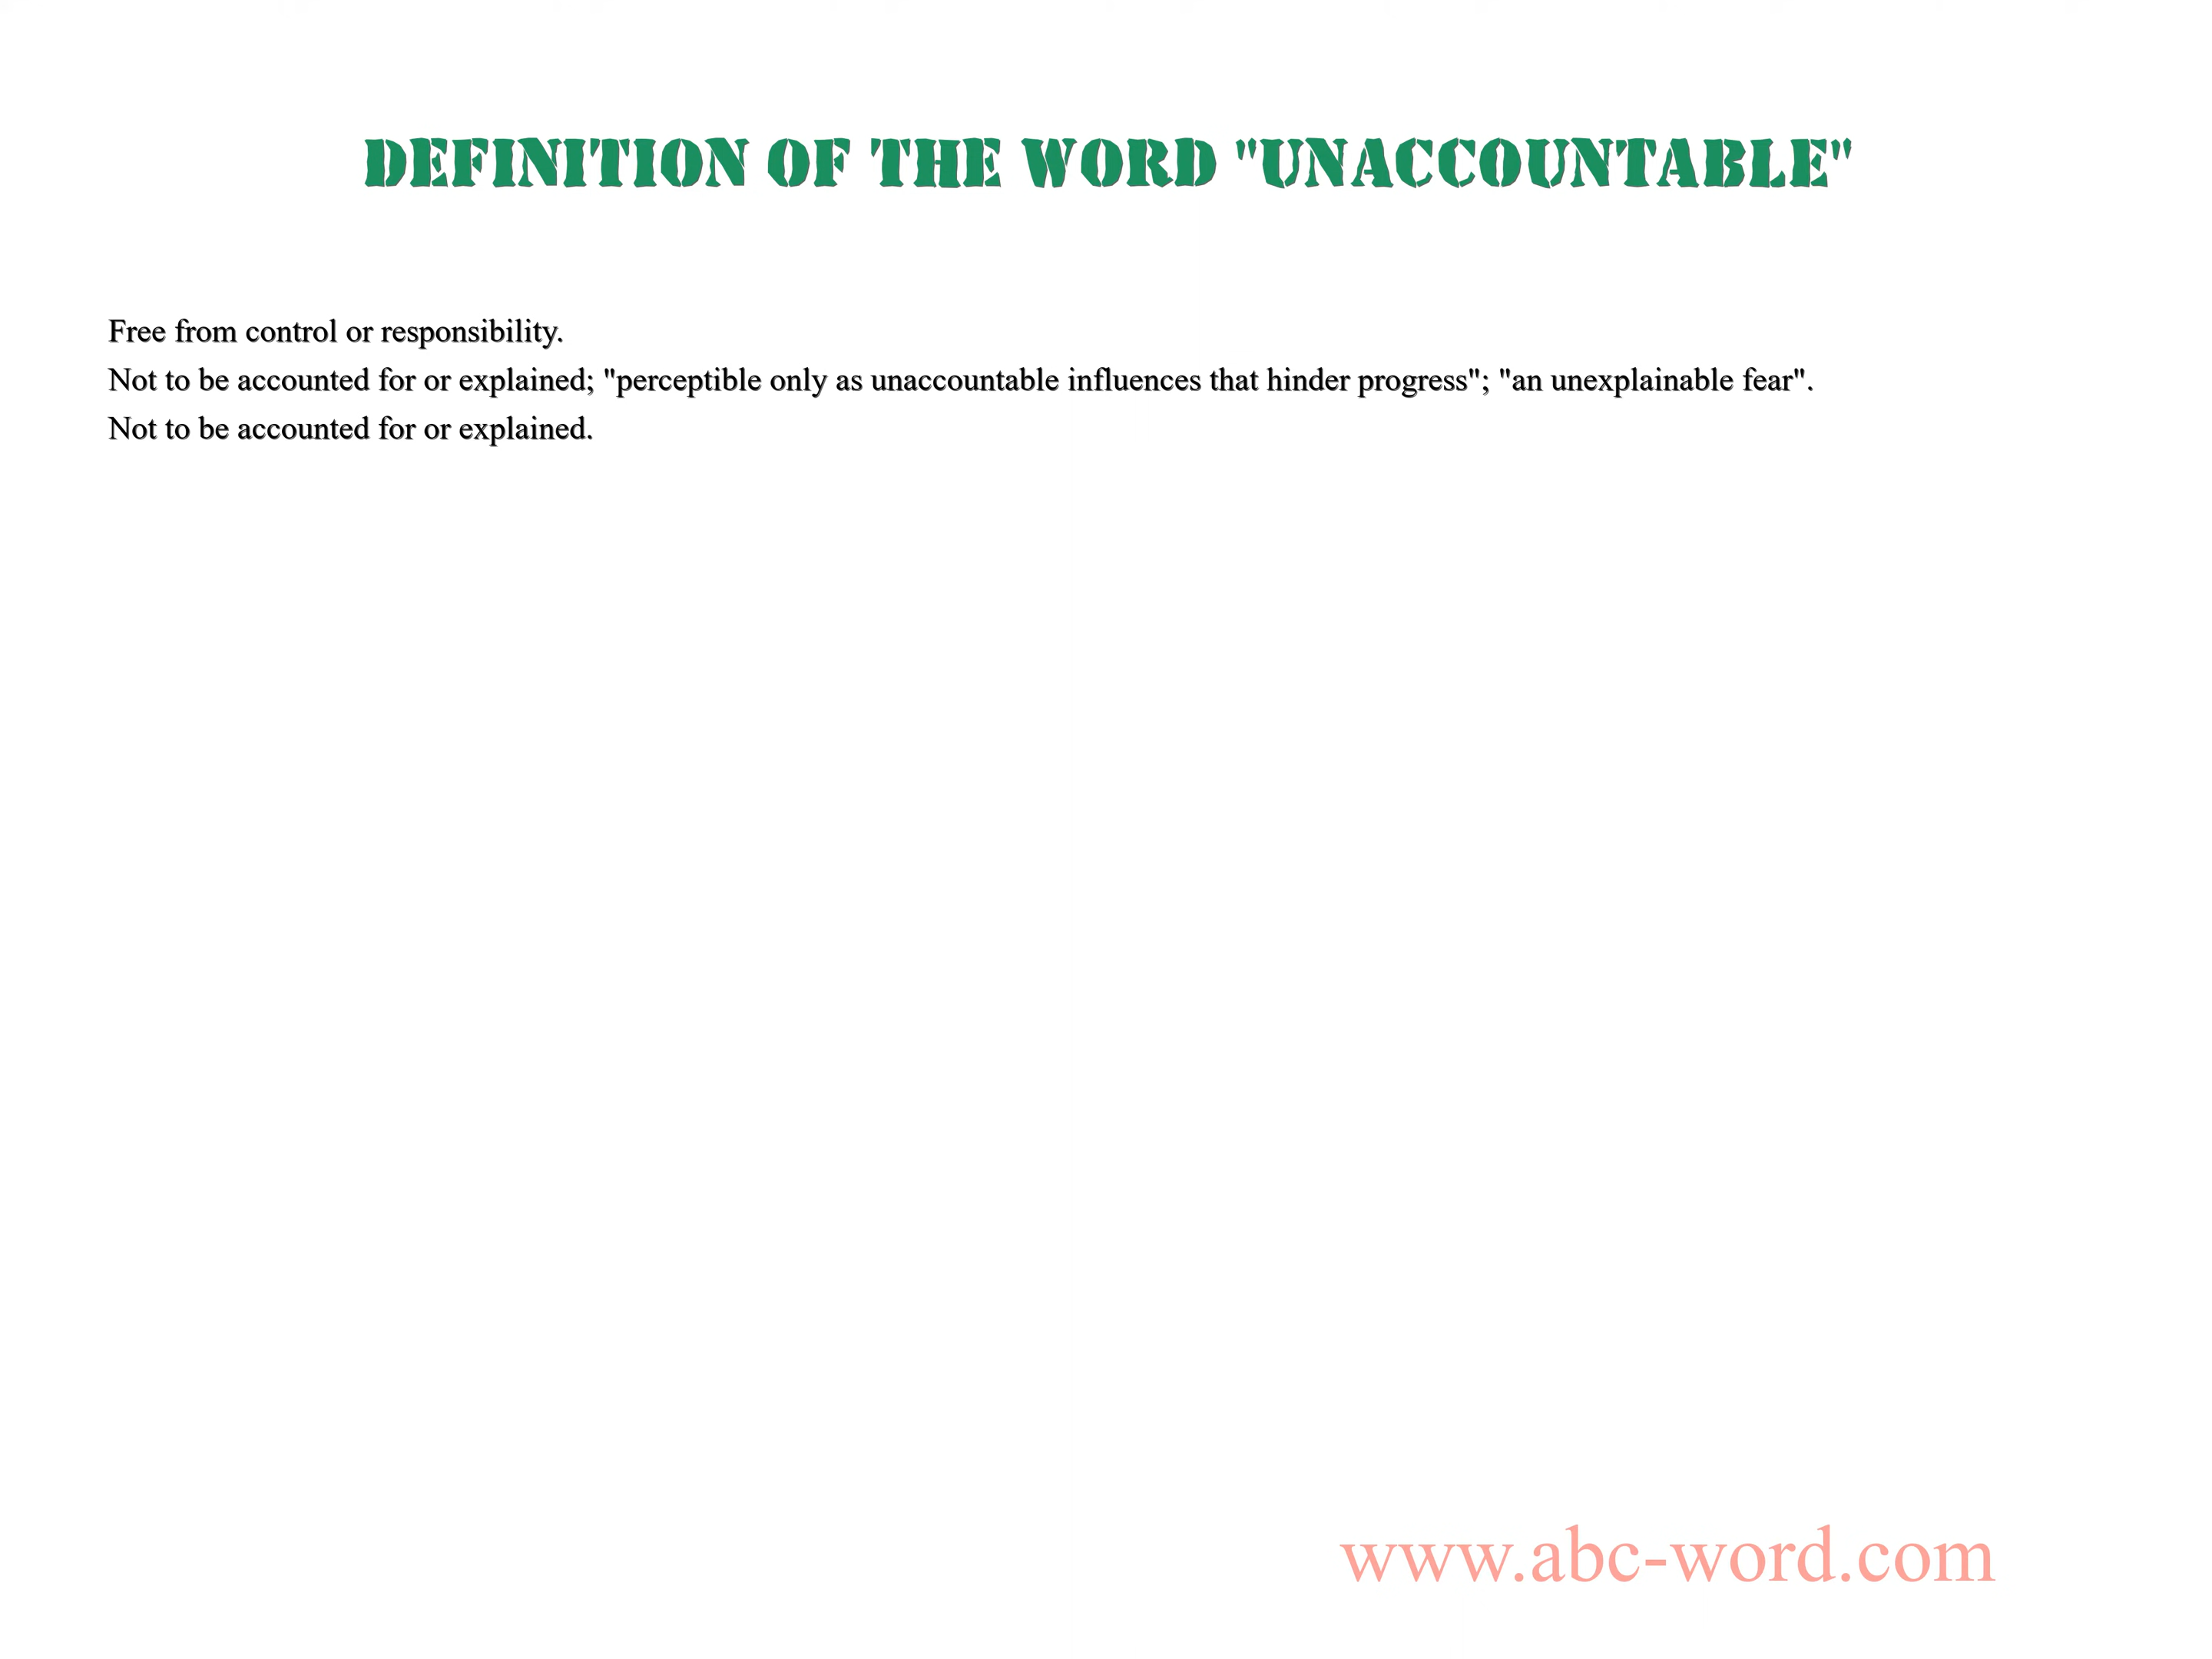 DEFINITION OF THE WORD "UNACCOUNTABLE"
Free from control or responsibility.
Not to be accounted for or explained; "perceptible only as unaccountable influences that hinder progress"; "an unexplainable fear".
Not to be accounted for or explained.
www.abc-word.com